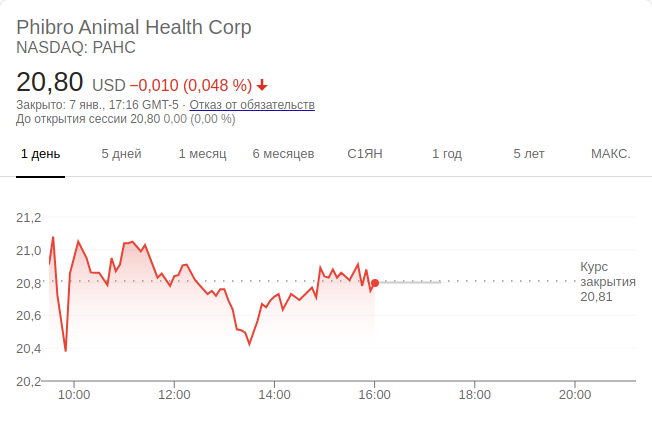 Phibro Animal Health Corp
NASDAQ: PAHC
20,80 USD −0,010 (0,048 %)
Закрыто: 7 янв., 17:16 GMT-5 · Отказ от обязательств
До открытия сессии 20,80 0,00 (0,00 %)
1 день 5 дней 1 месяц 6 месяцев С1ЯН 1 год 5 лет МАКС.
21,2
21,0
20,8
20,6
20,4
20,2
Курс
закрытия
20,81
10:00 12:00 14:00 16:00 18:00 20:00